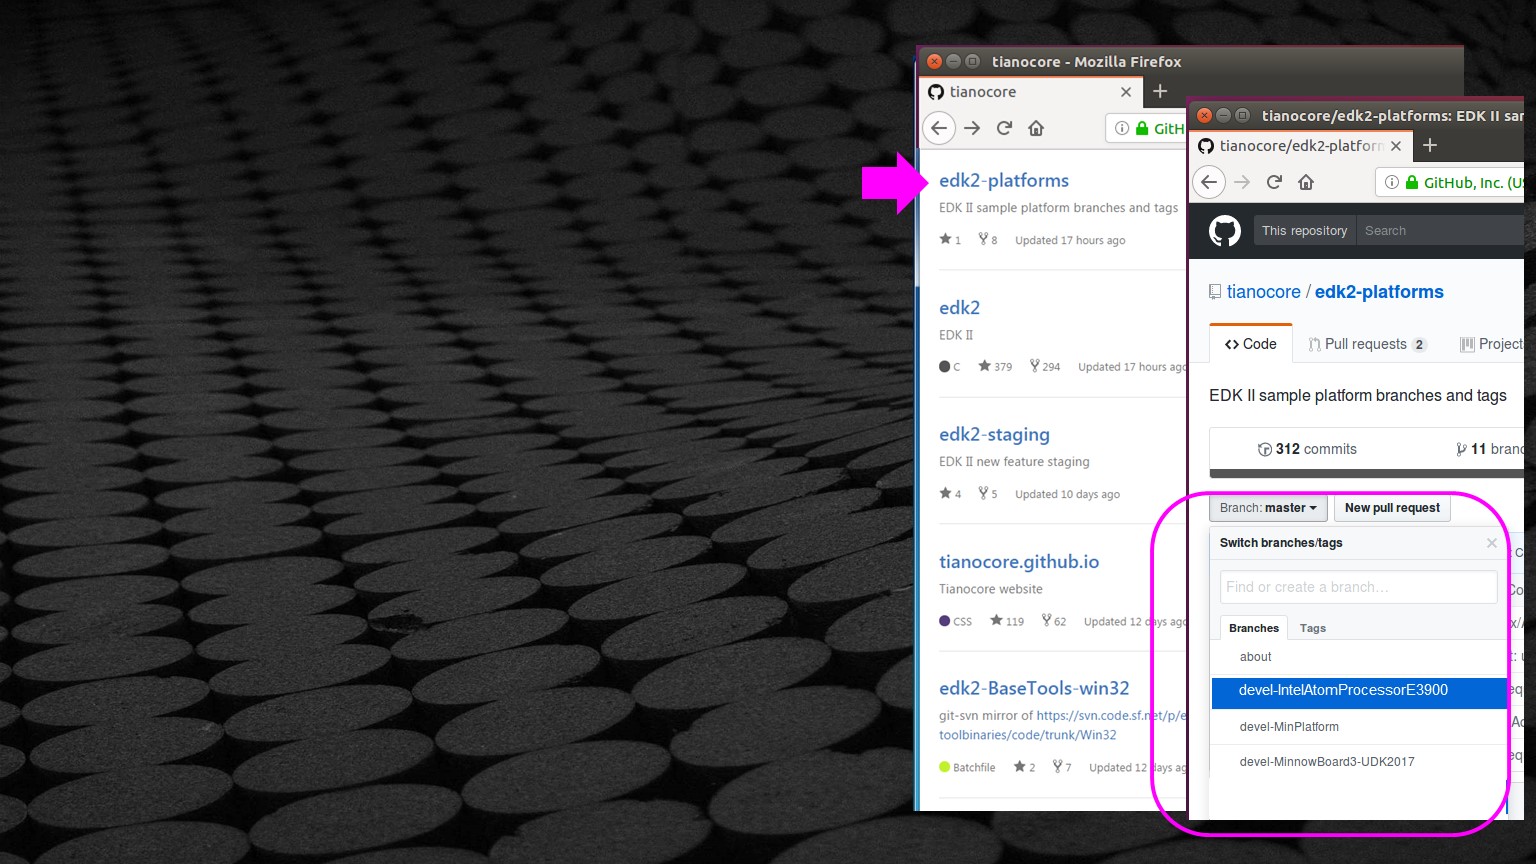 tianocore - Mozilla Firefox
tianocore
GitH
edk2-platforms
EDK II sample platform branches and tags
1 8 Updated 17 hours ago
edk2
EDK II
C 379 294 Updated 17 hours ago
edk2-staging
EDK II new feature staging
4 5 Updated 10 days ago
tianocore.github.io
Tianocore website
CSS 119 62 Updated 12 days ago
edk2-BaseTools-win32
git-svn mirror of https://svn.code.sf.net/p/e
toolbinaries/code/trunk/Win32
Batchfile 2 7 Updated 12 days ago
tianocore/edk2-platforms: EDK II sam
tianocore/edk2-platform
GitHub, Inc. (US
This repository Search
tianocore / edk2-platforms
Code Pull requests 2 Project
EDK II sample platform branches and tags
312 commits 11 branc
Branch: master New pull request
Switch branches/tags
Find or create a branch...
Branches Tags
about
devel-IntelAtomProcessorE3900
devel-MinPlatform
devel-MinnowBoard3-UDK2017